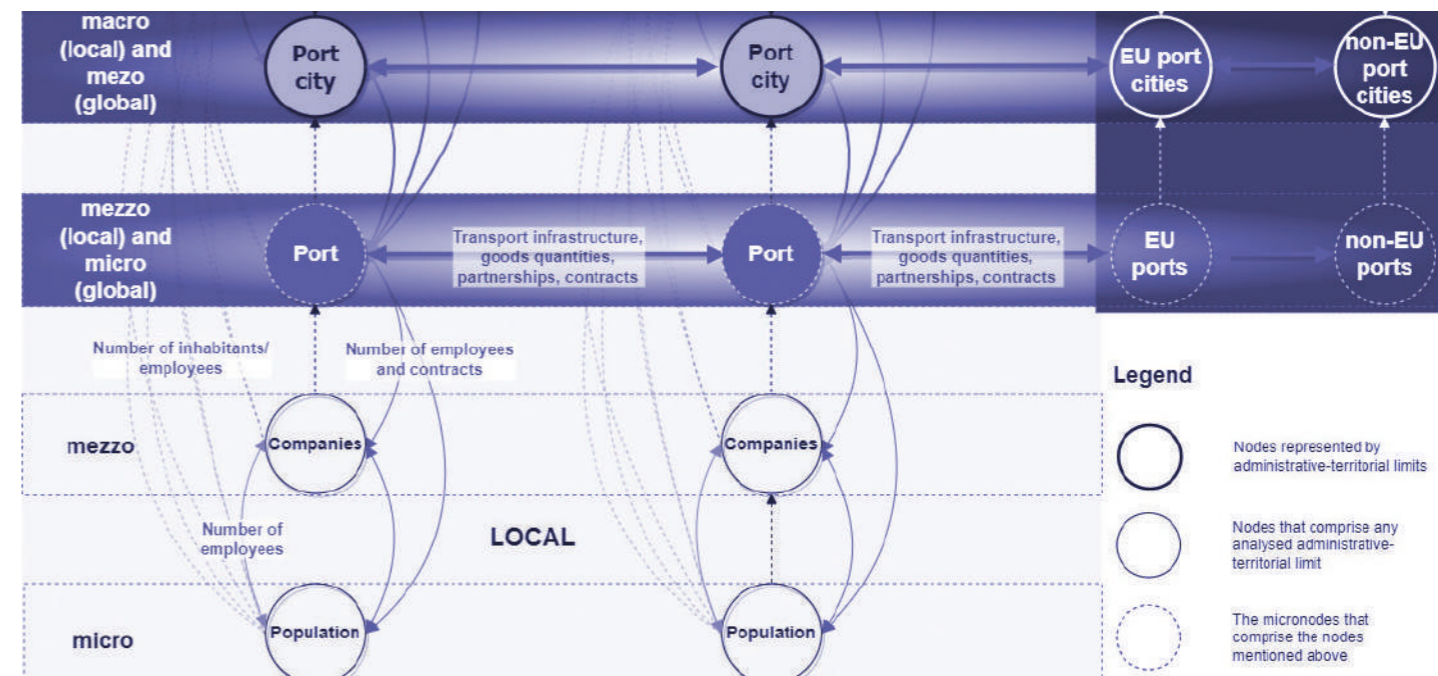 macro
(local) and
mezo
(global)
Port
city
Port
city
EU port
cities
non-EU
port
cities
mezzo
(local) and
micro
(global)
Port
Transport infrastructure,
goods quantities,
partnerships, contracts
Port
Transport infrastructure,
goods quantities,
partnerships, contracts
EU
ports
non-EU
ports
Number of inhabitants/
employees
Number of employees
and contracts
mezzo
Companies
Companies
Number of
employees
LOCAL
micro
Population
Population
Legend
Nodes represented by
administrative-territorial limits
Nodes that comprise any
analysed administrative-
territorial limit
The micronodes that
comprise the nodes
mentioned above